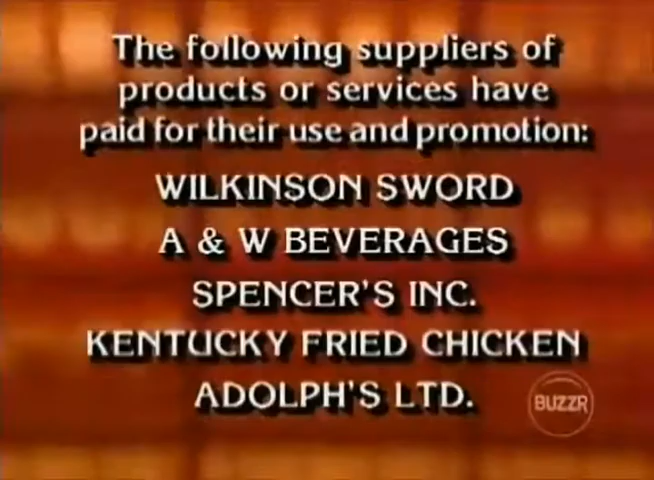 The following suppliers of
products or services have
paid for their use and promotion:
WILKINSON SWORD
A & W BEVERAGES
SPENCER'S INC.
KENTUCKY FRIED CHICKEN
ADOLPH'S LTD.
BUZZR